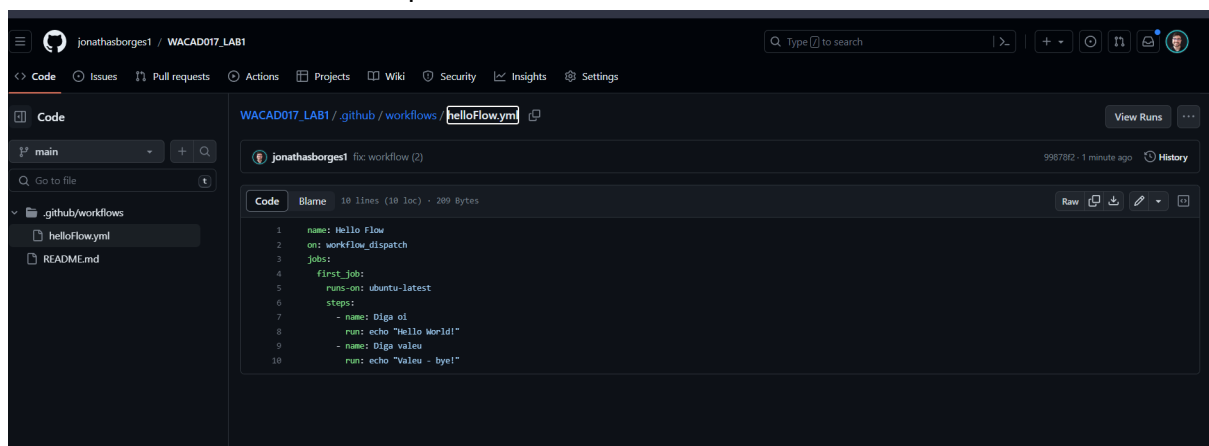 jonathasborges1 / WACAD017_LAB1
Type / to search
Code Issues Pull requests Actions Projects Wiki Security Insights Settings
Code
main
Go to file t
.github/workflows
helloFlow.yml
README.md
WACAD017_LAB1 / .github / workflows / helloFlow.yml
View Runs
jonathasborges1 fix: workflow (2)
99878f2 · 1 minute ago History
Code Blame 10 lines (10 loc) · 209 Bytes
Raw
1 name: Hello Flow
2 on: workflow_dispatch
3 jobs:
4 first_job:
5 runs-on: ubuntu-latest
6 steps:
7 - name: Diga oi
8 run: echo "Hello World!"
9 - name: Diga valeu
10 run: echo "Valeu - bye!"